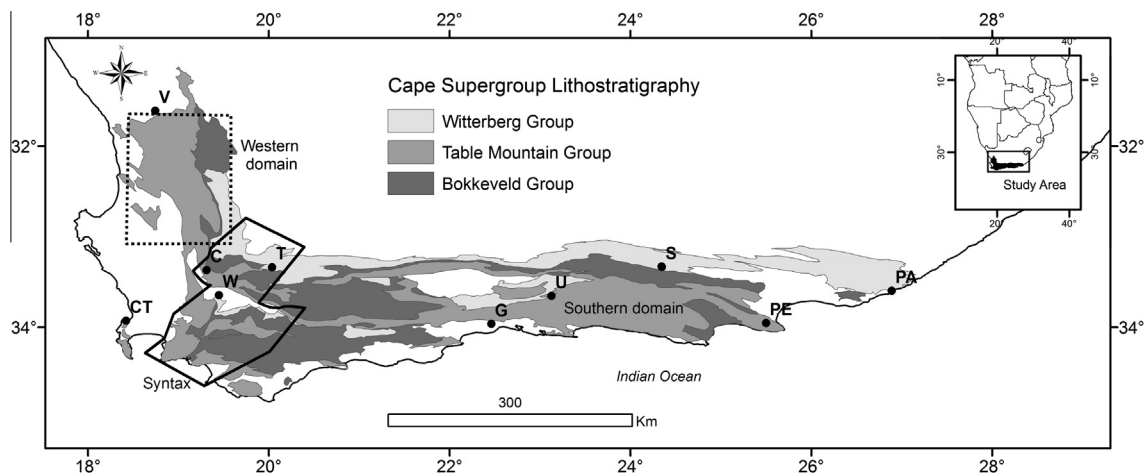 18° 20° 22° 24° 26° 28°
N
W E
S
V
Cape Supergroup Lithostratigraphy
Witterberg Group
Table Mountain Group
Bokkeveld Group
20° 40°
10° 10°
30° 30°
Study Area
20° 40°
32° 32°
Western
domain
C T S
W U PA
CT G Southern domain PE
34° 34°
Syntax
Indian Ocean
300
Km
18° 20° 22° 24° 26° 28°